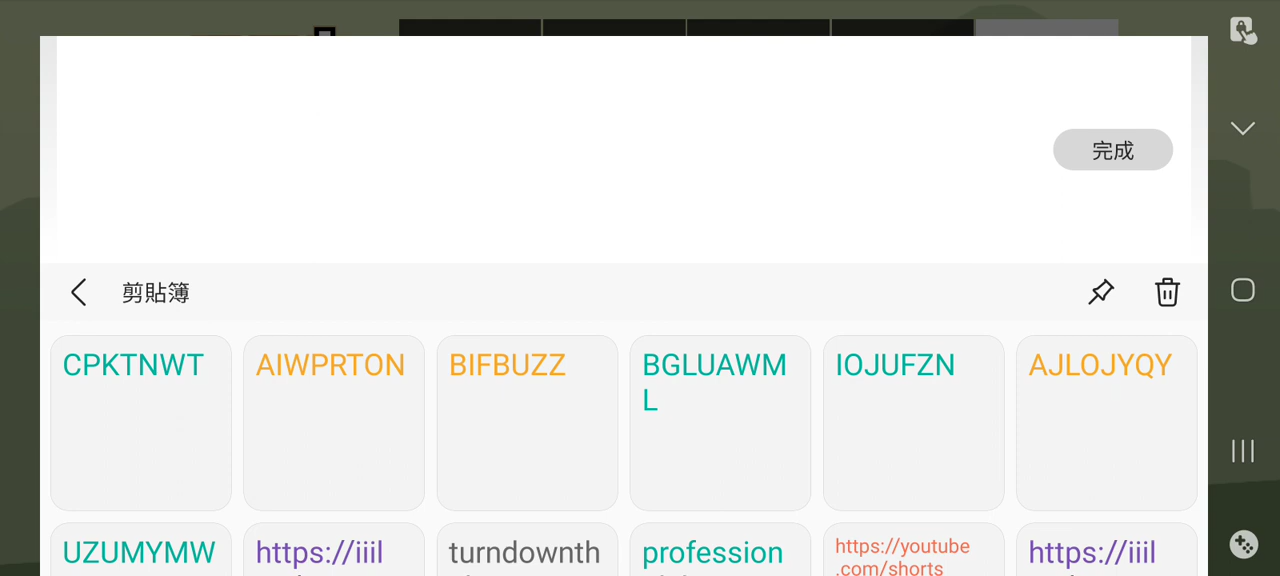 完成
剪貼簿
CPKTNWT
AIWPRTON
BIFBUZZ
BGLUAWM
L
IOJUFZN
AJLOJYQY
UZUMYMW
https://iiil
turndownth
profession
https://youtube
.com/shorts
https://iiil